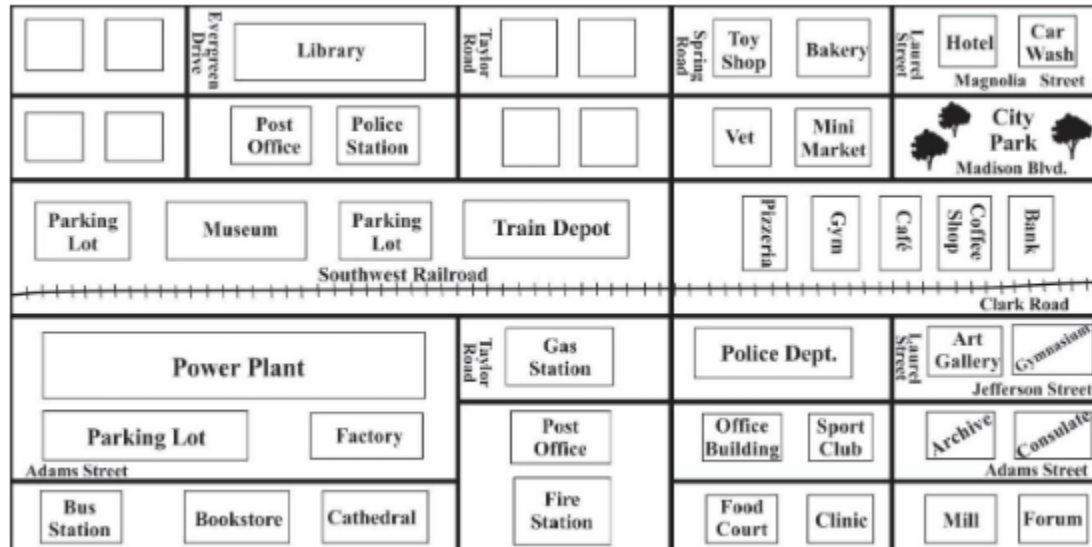 Evergreen
Drive
Library
Taylor
Road
Spring
Road
Toy
Shop
Bakery
Laurel
Street
Hotel
Car
Wash
Magnolia Street
Post
Office
Police
Station
Vet
Mini
Market
City
Park
Madison Blvd.
Parking
Lot
Museum
Parking
Lot
Train Depot
Pizzeria
Gym
Café
Coffee
Shop
Bank
Southwest Railroad
Clark Road
Power Plant
Taylor
Road
Gas
Station
Police Dept.
Laurel
Street
Art
Gallery
Gymnasium
Jefferson Street
Parking Lot
Factory
Post
Office
Office
Building
Sport
Club
Archive
Consulate
Adams Street
Adams Street
Bus
Station
Bookstore
Cathedral
Fire
Station
Food
Court
Clinic
Mill
Forum